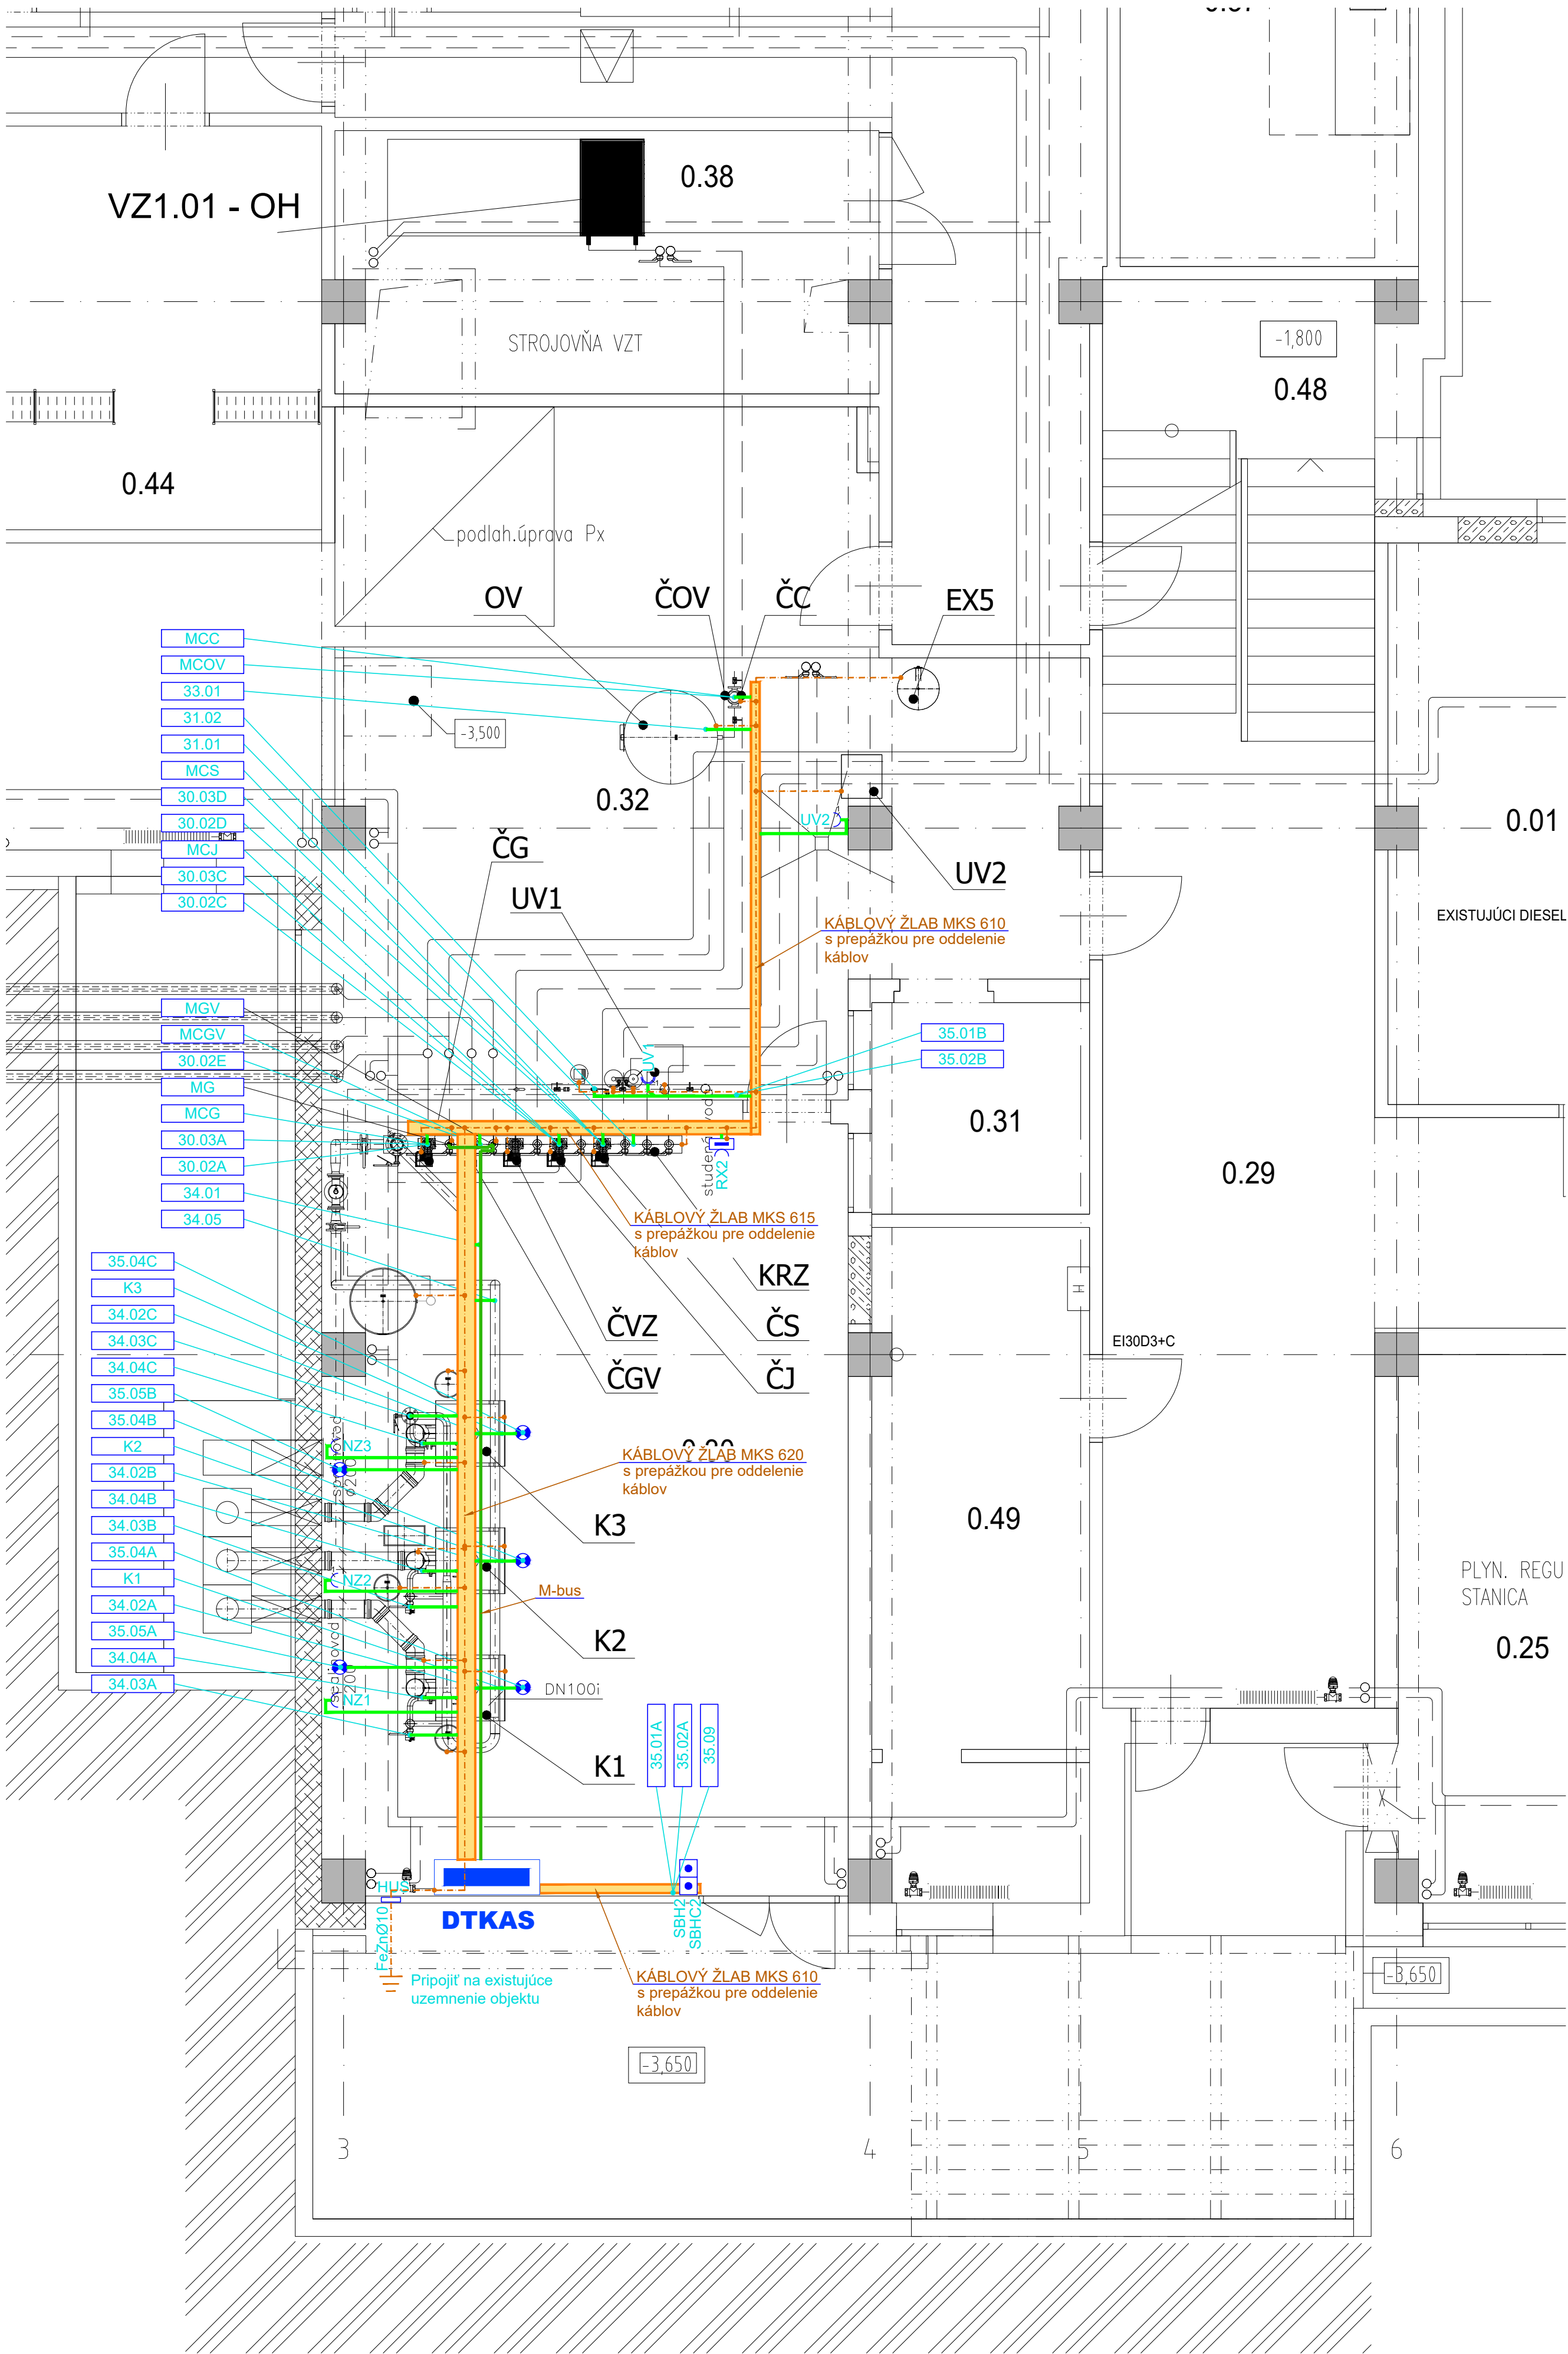 0.38
VZ1.01 - OH
STROJOVŇA VZT
-1,800
0.48
0.44
podlah.úprava Px
OV
ČOV
ČC
EX5
MCC
MCOV
33.01
31.02
31.01
MCS
30.03D
30.02D
MCJ
30.03C
30.02C
-3,500
0.32
UV2
0.01
ČG
UV1
UV2
EXISTUJÚCI DIESEL
KÁBLOVÝ ŽLAB MKS 610
s prepážkou pre oddelenie
káblov
MGV
MCGV
30.02E
MG
MCG
30.03A
30.02A
34.01
34.05
35.01B
35.02B
UV1
0.31
0.29
RX2
KÁBLOVÝ ŽLAB MKS 615
s prepážkou pre oddelenie
káblov
KRZ
ČVZ
ČS
ČGV
ČJ
H
EI30D3+C
35.04C
K3
34.02C
34.03C
34.04C
35.05B
35.04B
K2
34.02B
34.04B
34.03B
35.04A
K1
34.02A
35.05A
34.04A
34.03A
NZ3
KÁBLOVÝ ŽLAB MKS 620
s prepážkou pre oddelenie
káblov
K3
0.49
NZ2
M-bus
K2
PLYN. REGU
STANICA
0.25
NZ1
DN100i
K1
35.01A
35.02A
35.09
HUS
FeZnØ10
DTKAS
SBH2
SBHC2
Pripojiť na existujúce
uzemnenie objektu
KÁBLOVÝ ŽLAB MKS 610
s prepážkou pre oddelenie
káblov
-3,650
-3,650
3
4
5
6